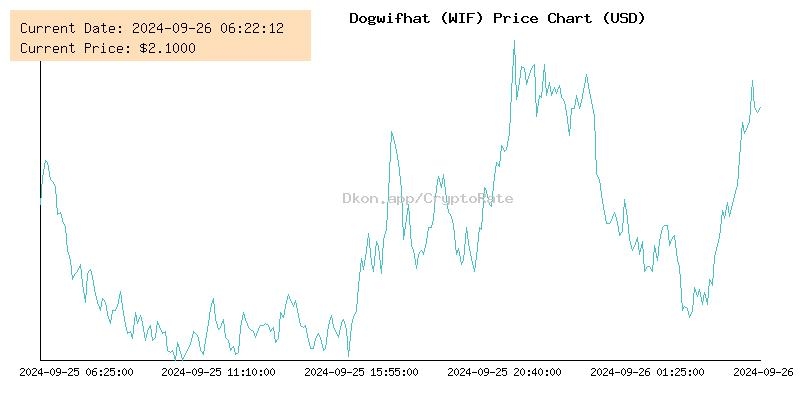 Dogwifhat (WIF) Price Chart (USD)
Current Date: 2024-09-26 06:22:12
Current Price: $2.1000
Dkon.app/CryptoRate
2024-09-25 06:25:00 2024-09-25 11:10:00 2024-09-25 15:55:00 2024-09-25 20:40:00 2024-09-26 01:25:00 2024-09-26